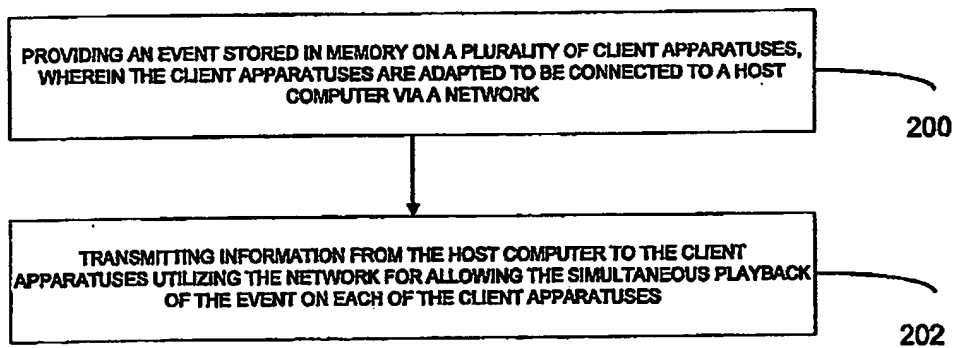 PROVIDING AN EVENT STORED IN MEMORY ON A PLURALITY OF CLIENT APPARATUSES,
WHEREIN THE CLIENT APPARATUSES ARE ADAPTED TO BE CONNECTED TO A HOST
COMPUTER VIA A NETWORK
200
TRANSMITTING INFORMATION FROM THE HOST COMPUTER TO THE CLIENT
APPARATUSES UTILIZING THE NETWORK FOR ALLOWING THE SIMULTANEOUS PLAYBACK
OF THE EVENT ON EACH OF THE CLIENT APPARATUSES
202